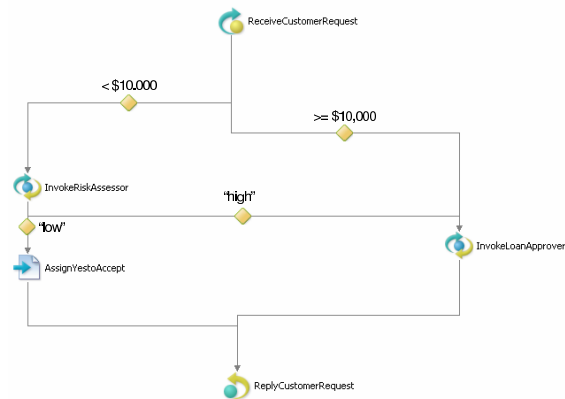 ReceiveCustomerRequest
< $10.000
>= $10,000
InvokeRiskAssessor
"high"
"low"
InvokeLoanApprover
AssignYestoAccept
ReplyCustomerRequest